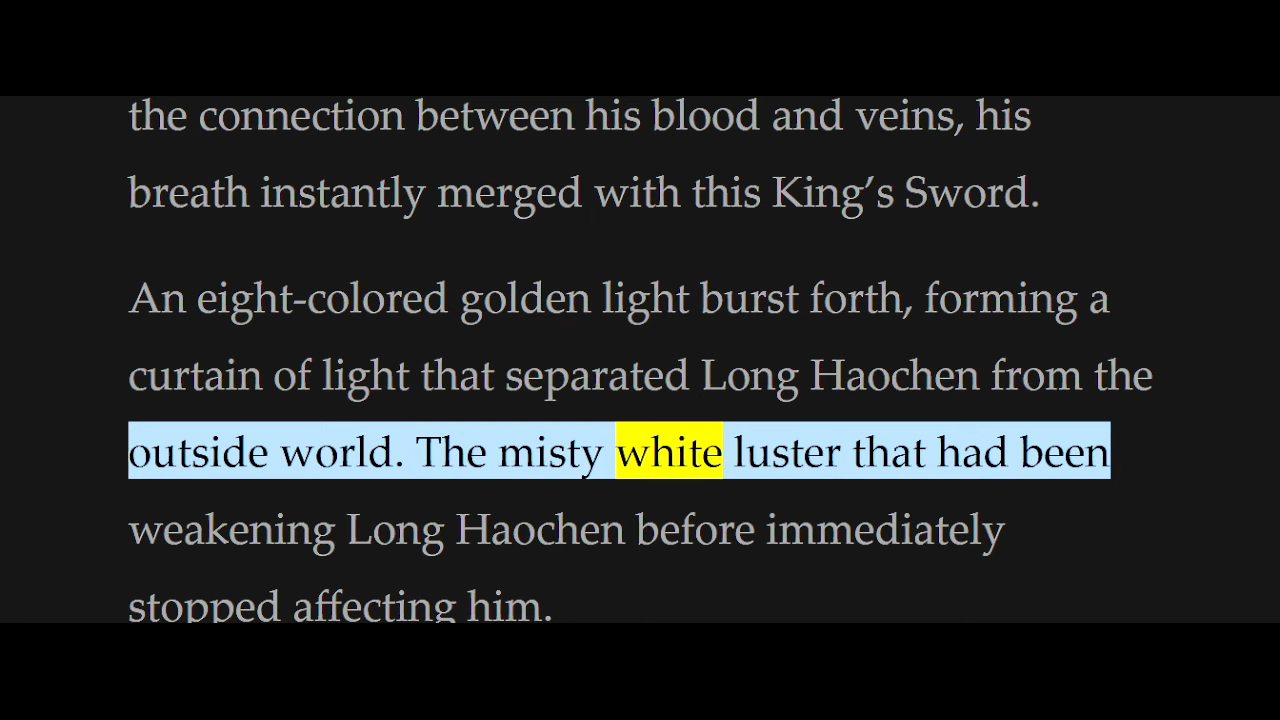 the connection between his blood and veins, his
breath instantly merged with this King’s Sword.
An eight-colored golden light burst forth, forming a
curtain of light that separated Long Haochen from the
outside world. The misty white luster that had been
weakening Long Haochen before immediately
stopped affecting him.